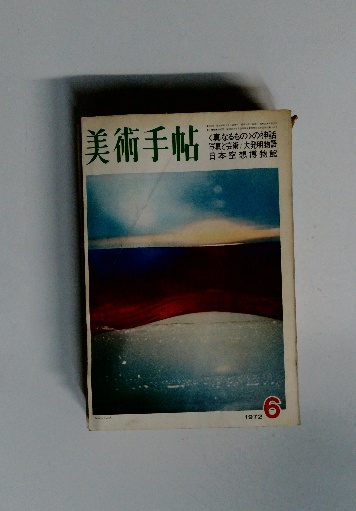 美術手帖
〈真なるもの〉の神話
写真と芸術／大発明物語
日本空想博物館
1972 6